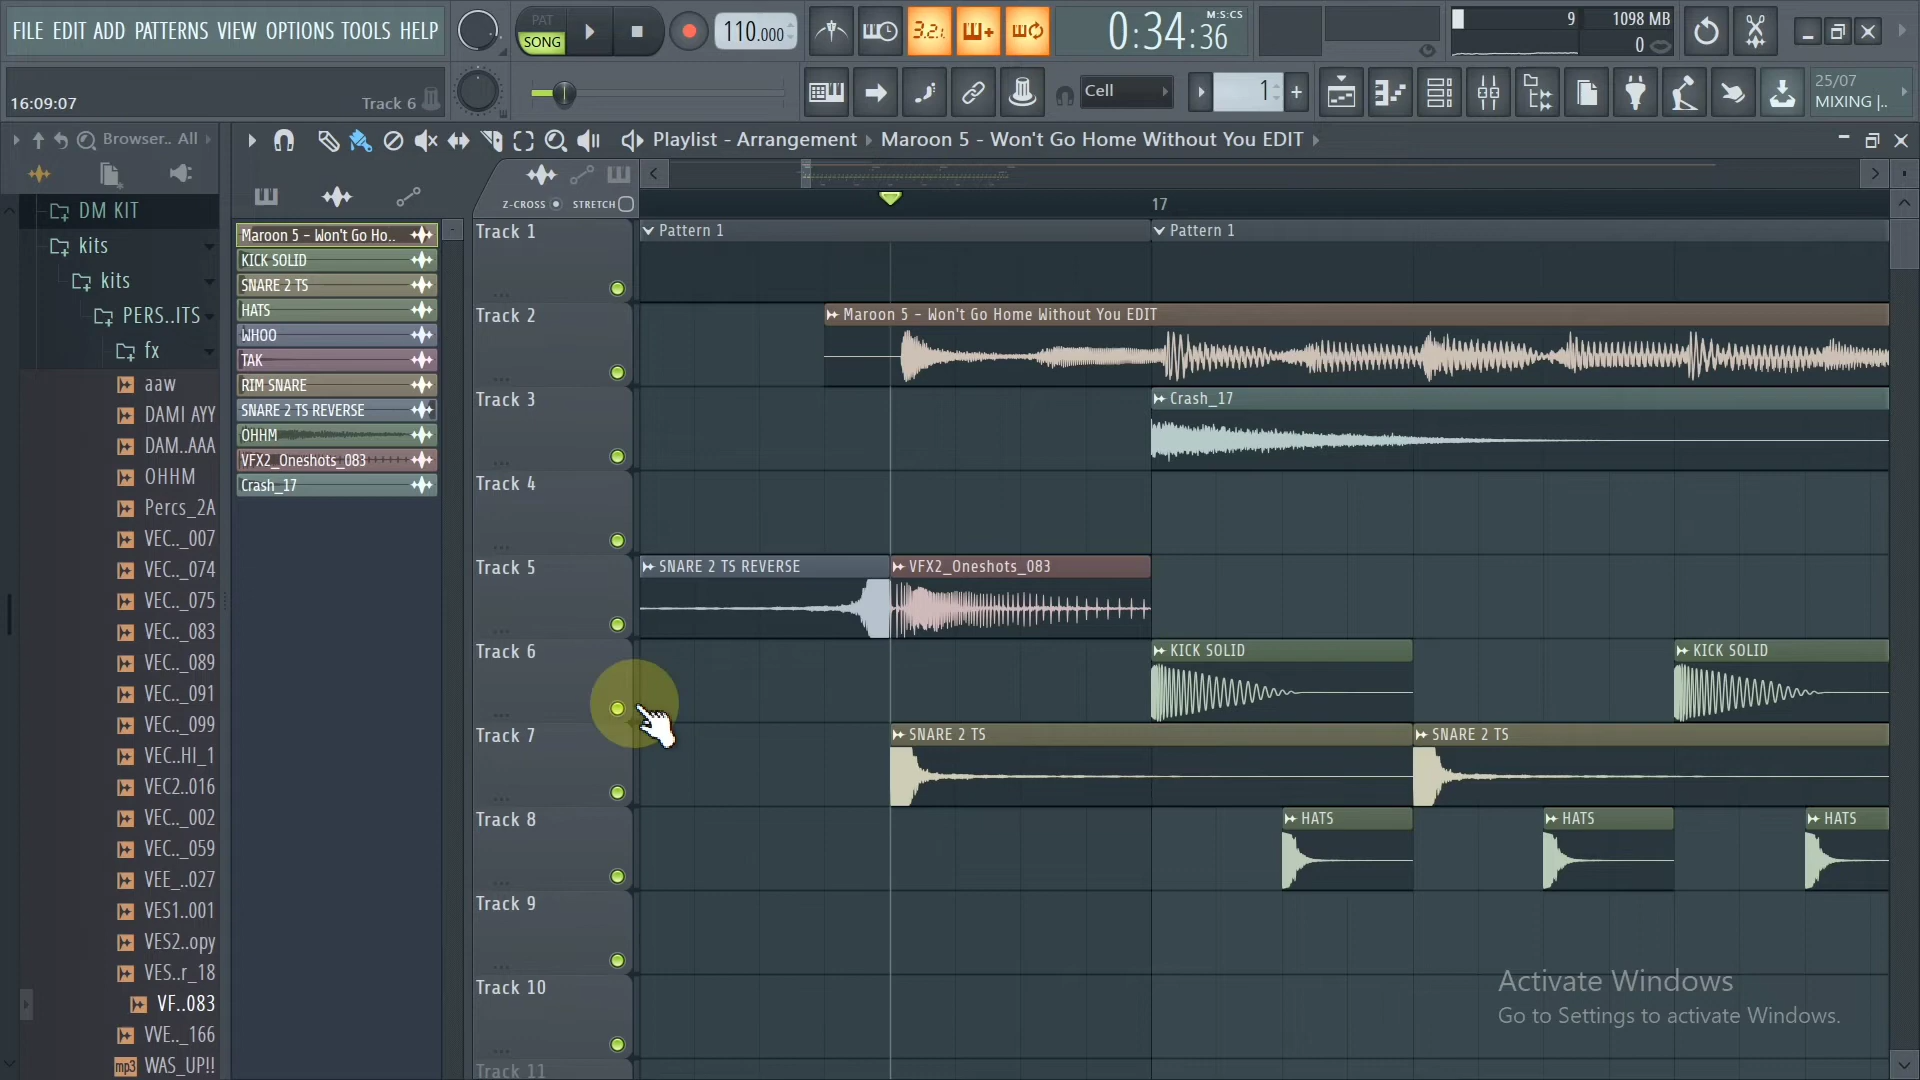 FILE EDIT ADD PATTERNS VIEW OPTIONS TOOLS HELP
PAT
SONG
110.000
3.2.1
0:34:36
M:S:CS
9
1098 MB
0
16:09:07
Track 6
Cell
1
25/07
MIXING |..
Browser.. All
Playlist - Arrangement
Maroon 5 - Won't Go Home Without You EDIT
Z-CROSS
STRETCH
17
DM KIT
kits
kits
PERS..ITS
fx
aaw
DAMI AYY
DAM..AAA
OHHM
Percs_2A
VEC.._007
VEC.._074
VEC.._075
VEC.._083
VEC.._089
VEC.._091
VEC.._099
VEC..HI_1
VEC2..016
VEC.._002
VEC.._059
VEE_..027
VES1..001
VES2..opy
VES..r_18
VF..083
VVE.._166
mp3 WAS_UP!!
Maroon 5 - Won't Go Ho..
KICK SOLID
SNARE 2 TS
HATS
WHOO
TAK
RIM SNARE
SNARE 2 TS REVERSE
OHHM
VFX2_Oneshots_083
Crash_17
Track 1
Pattern 1
Pattern 1
Track 2
Maroon 5 - Won't Go Home Without You EDIT
Track 3
Crash_17
Track 4
Track 5
SNARE 2 TS REVERSE
VFX2_Oneshots_083
Track 6
KICK SOLID
KICK SOLID
Track 7
SNARE 2 TS
SNARE 2 TS
Track 8
HATS
HATS
HATS
Track 9
Track 10
Track 11
Activate Windows
Go to Settings to activate Windows.